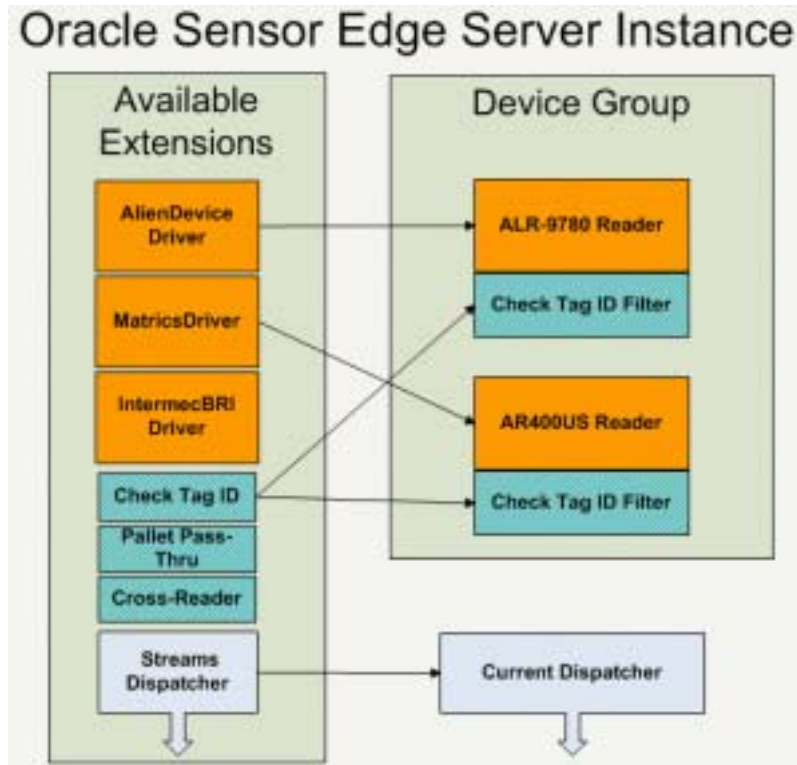 Oracle Sensor Edge Server Instance
Available
Extensions
AlienDevice
Driver
MatricsDriver
IntermecBRI
Driver
Check Tag ID
Pallet Pass-
Thru
Cross-Reader
Streams
Dispatcher
Device Group
ALR-9780 Reader
Check Tag ID Filter
AR400US Reader
Check Tag ID Filter
Current Dispatcher